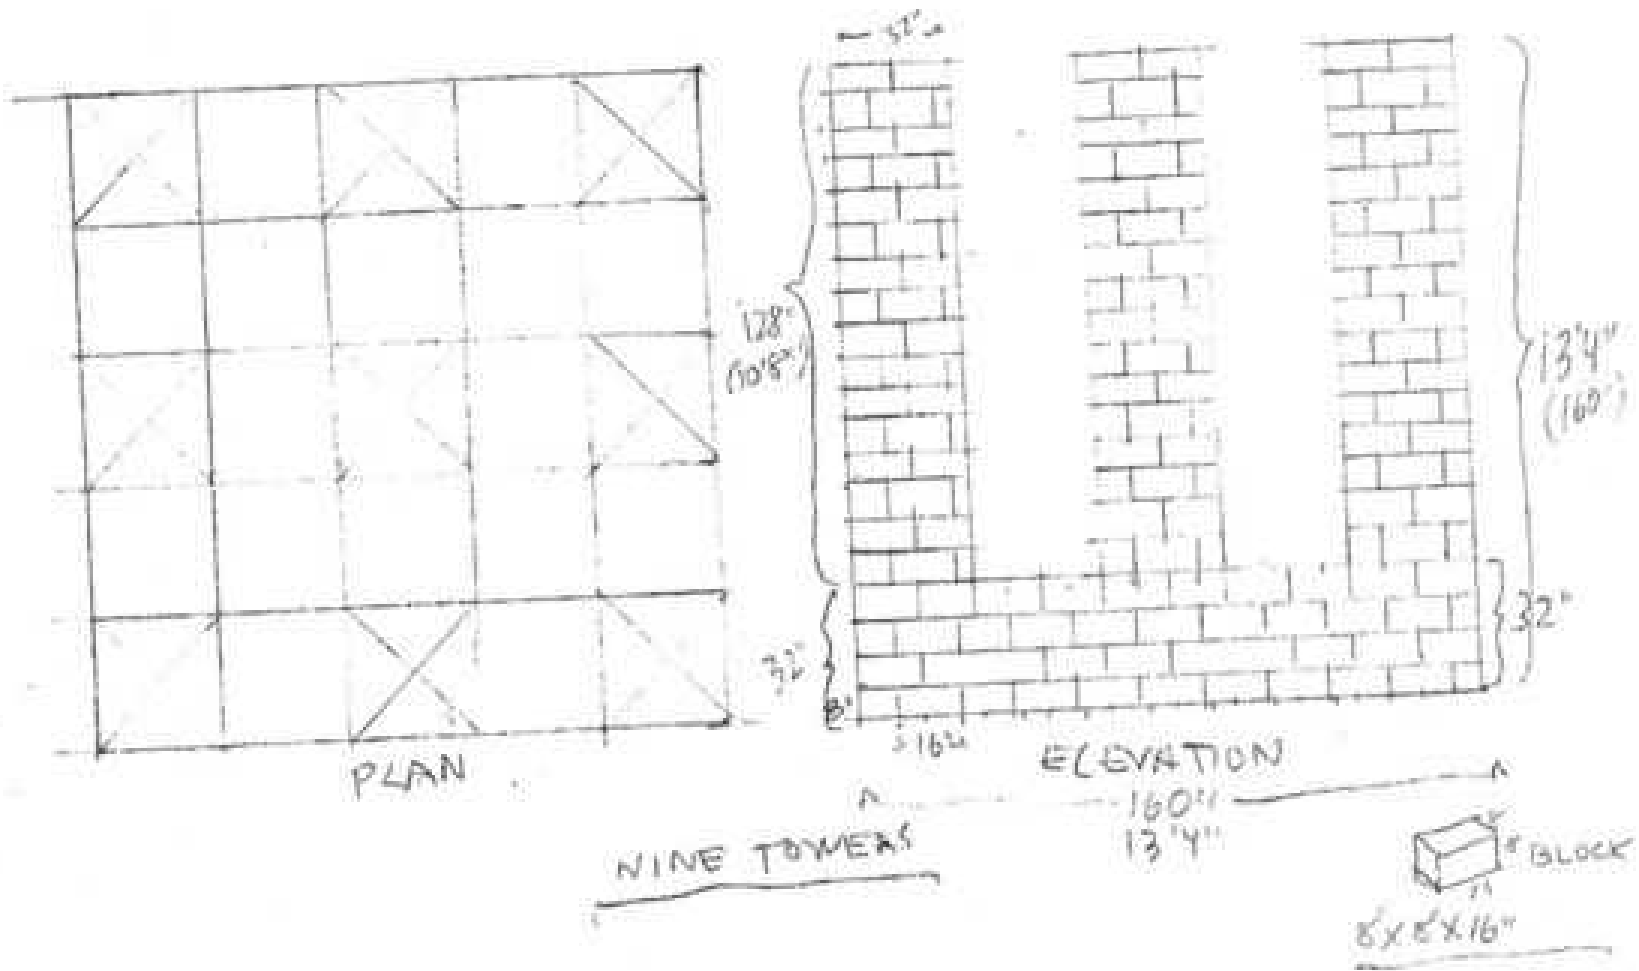 128"
(10'8")
13'4"
(160")
32"
32"
8"
16"
PLAN
ELEVATION
160"
13'4"
NINE TOWERS
BLOCK
8"X8"X16"